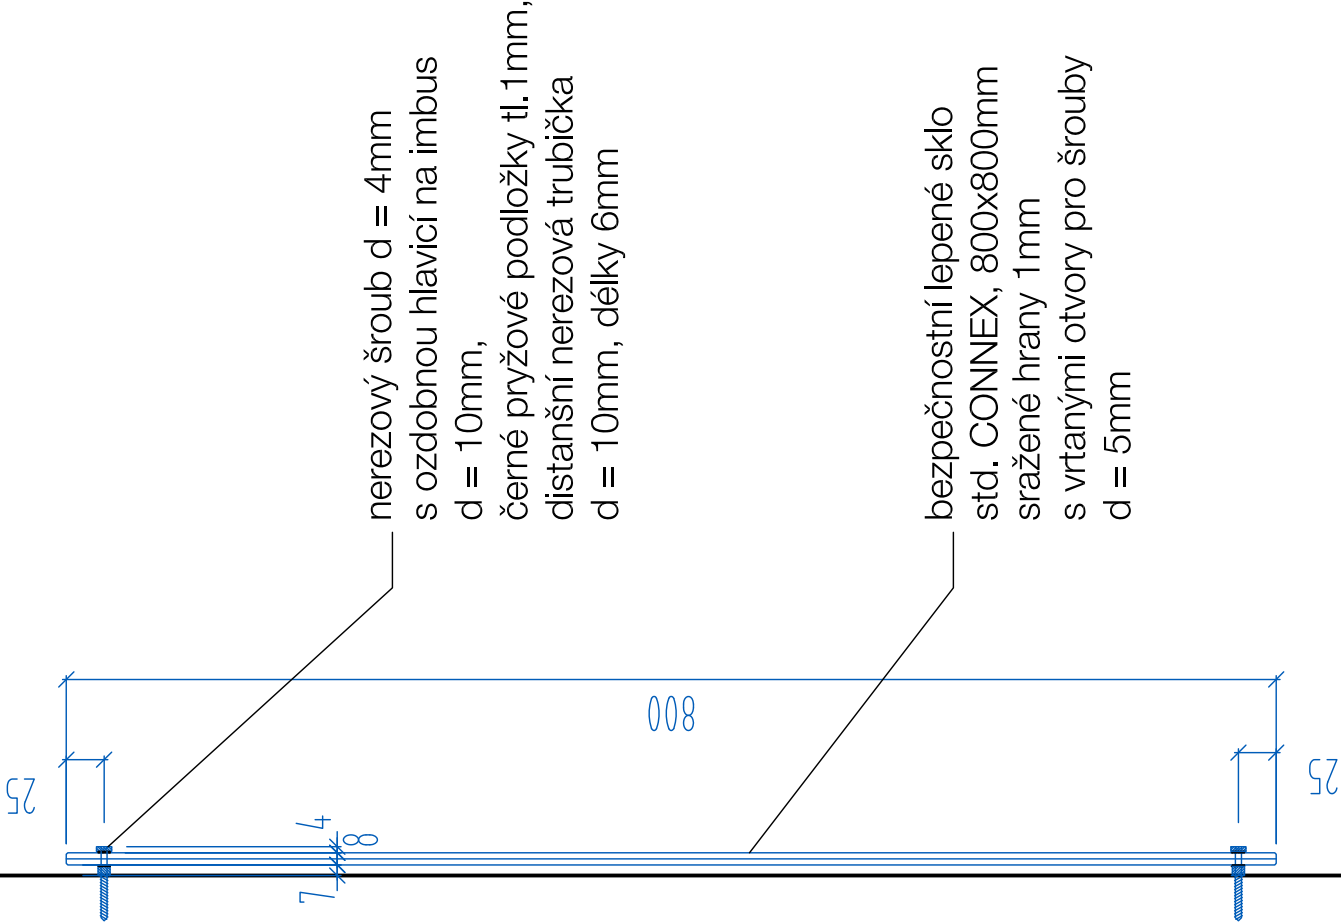 nerezový šroub d = 4mm
s ozdobnou hlavicí na imbus
d = 10mm,
černé pryžové podložky tl.1mm,
distanšní nerezová trubička
d = 10mm, délky 6mm
bezpečnostní lepené sklo
std. CONNEX, 800x800mm
sražené hrany 1mm
s vrtanými otvory pro šrouby
d = 5mm
800
25
25
4
8
7